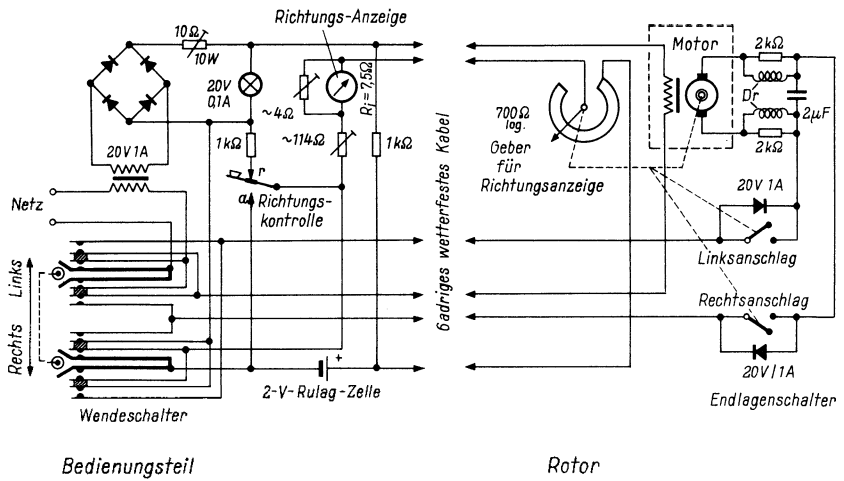 Richtungs-Anzeige
10Ω
10W
20V
0,1A
~4Ω
Ri=7,5Ω
1kΩ
~114Ω
1kΩ
20V 1A
Netz
r
a
Richtungs-
kontrolle
Links
Rechts
Wendeschalter
+
2-V-Rulag-Zelle
6adriges wetterfestes Kabel
Bedienungsteil
Motor
2kΩ
Dr
2µF
2kΩ
700Ω
log.
Geber
für
Richtungsanzeige
20V 1A
Linksanschlag
Rechtsanschlag
20V/1A
Endlagenschalter
Rotor